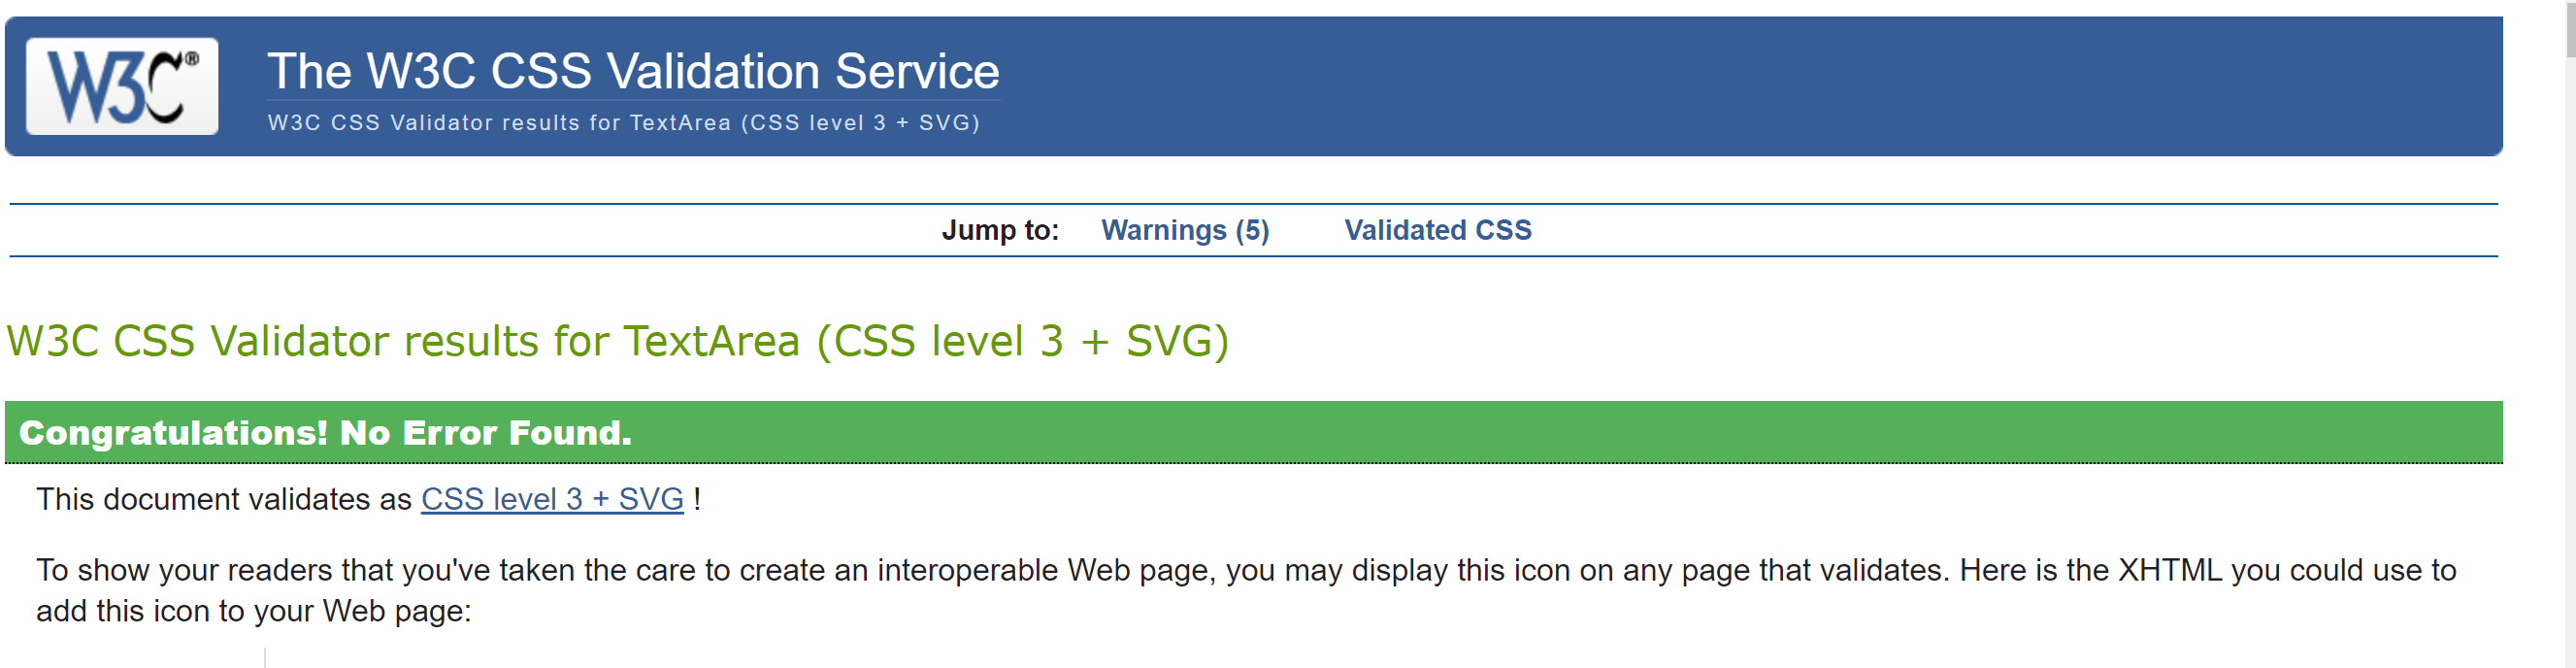 W3C®
The W3C CSS Validation Service
W3C CSS Validator results for TextArea (CSS level 3 + SVG)
Jump to: Warnings (5) Validated CSS
W3C CSS Validator results for TextArea (CSS level 3 + SVG)
Congratulations! No Error Found.
This document validates as CSS level 3 + SVG !
To show your readers that you've taken the care to create an interoperable Web page, you may display this icon on any page that validates. Here is the XHTML you could use to
add this icon to your Web page: